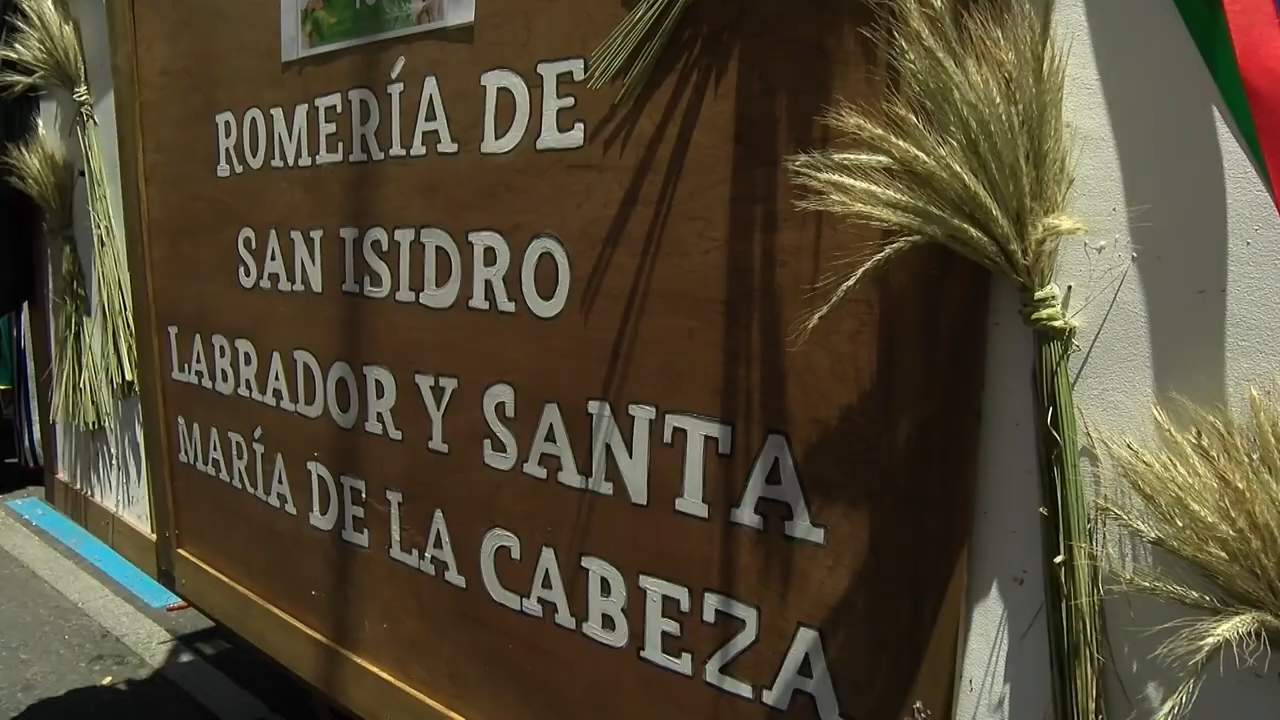 ROMERÍA DE
SAN ISIDRO
LABRADOR Y SANTA
MARÍA DE LA CABEZA